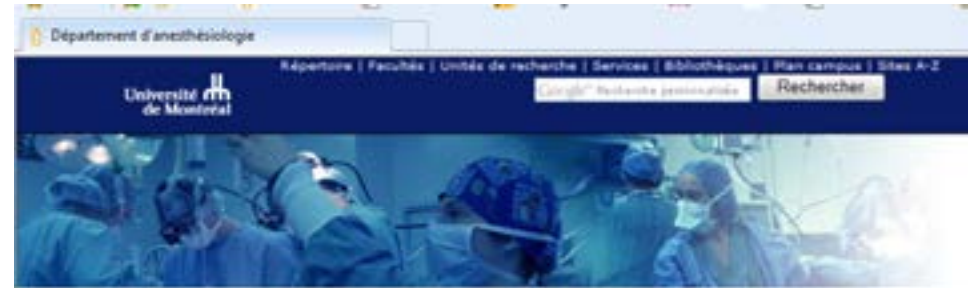 Département d'anesthésiologie
Répertoire | Facultés | Unités de recherche | Services | Bibliothèques | Plan campus | Sites A-Z
Université
de Montréal
Google™ Recherche personnalisée
Rechercher